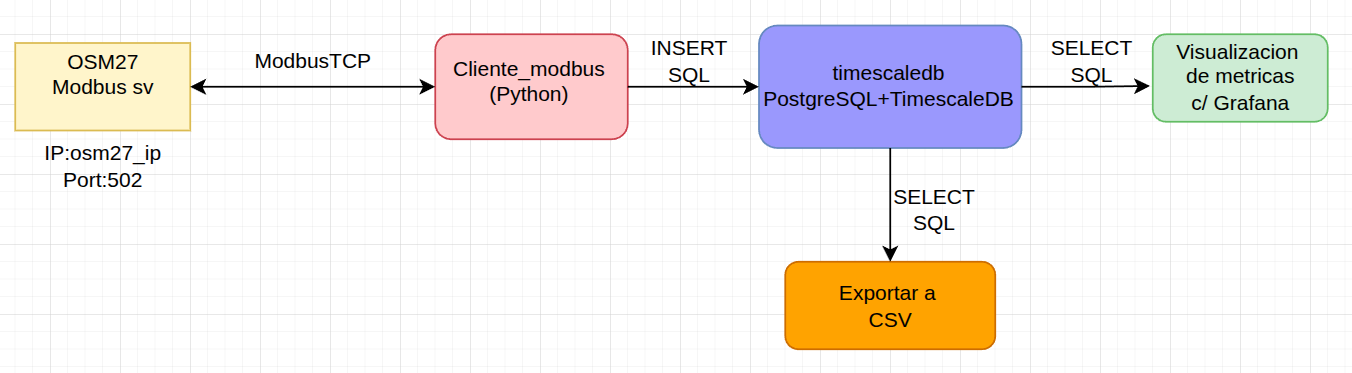 OSM27
Modbus sv
IP:osm27_ip
Port:502
ModbusTCP
Cliente_modbus
(Python)
INSERT
SQL
timescaledb
PostgreSQL+TimescaleDB
SELECT
SQL
Visualizacion
de metricas
c/ Grafana
SELECT
SQL
Exportar a
CSV